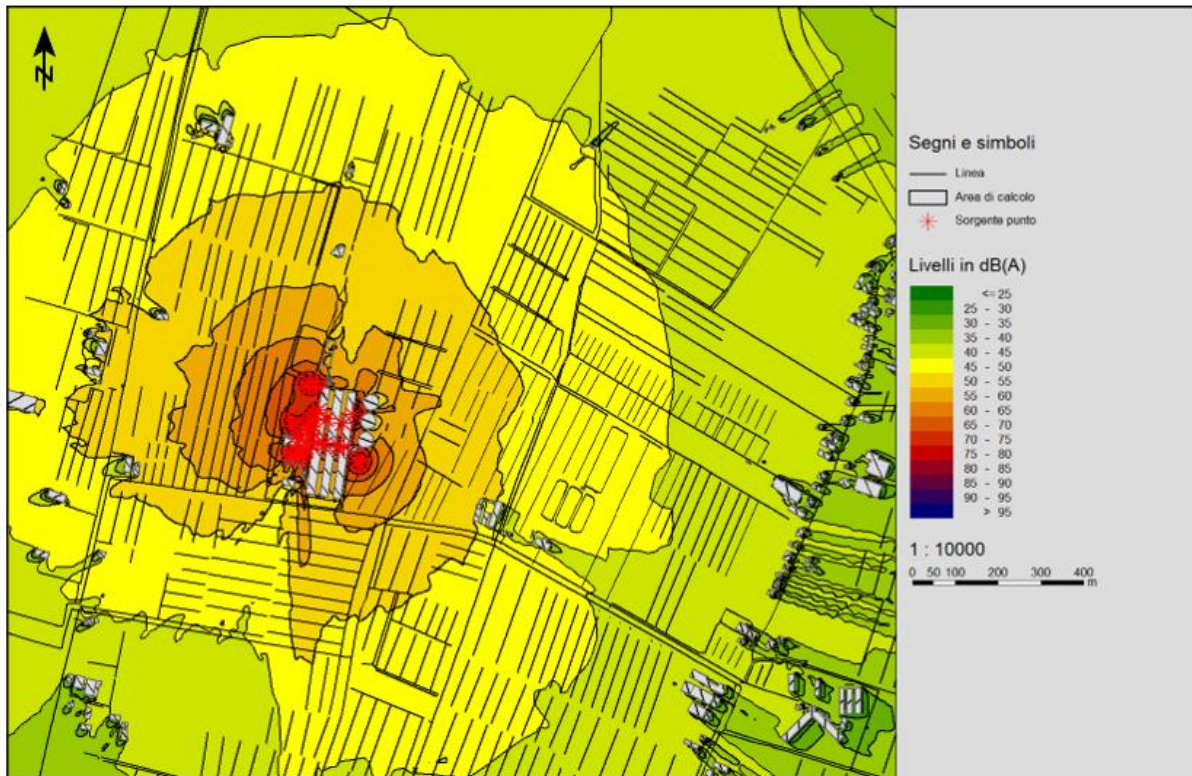 N
Segni e simboli
Linea
Area di calcolo
Sorgente punto
Livelli in dB(A)
<= 25
25 - 30
30 - 35
35 - 40
40 - 45
45 - 50
50 - 55
55 - 60
60 - 65
65 - 70
70 - 75
75 - 80
80 - 85
85 - 90
90 - 95
> 95
1 : 10000
0 50 100 200 300 400
m